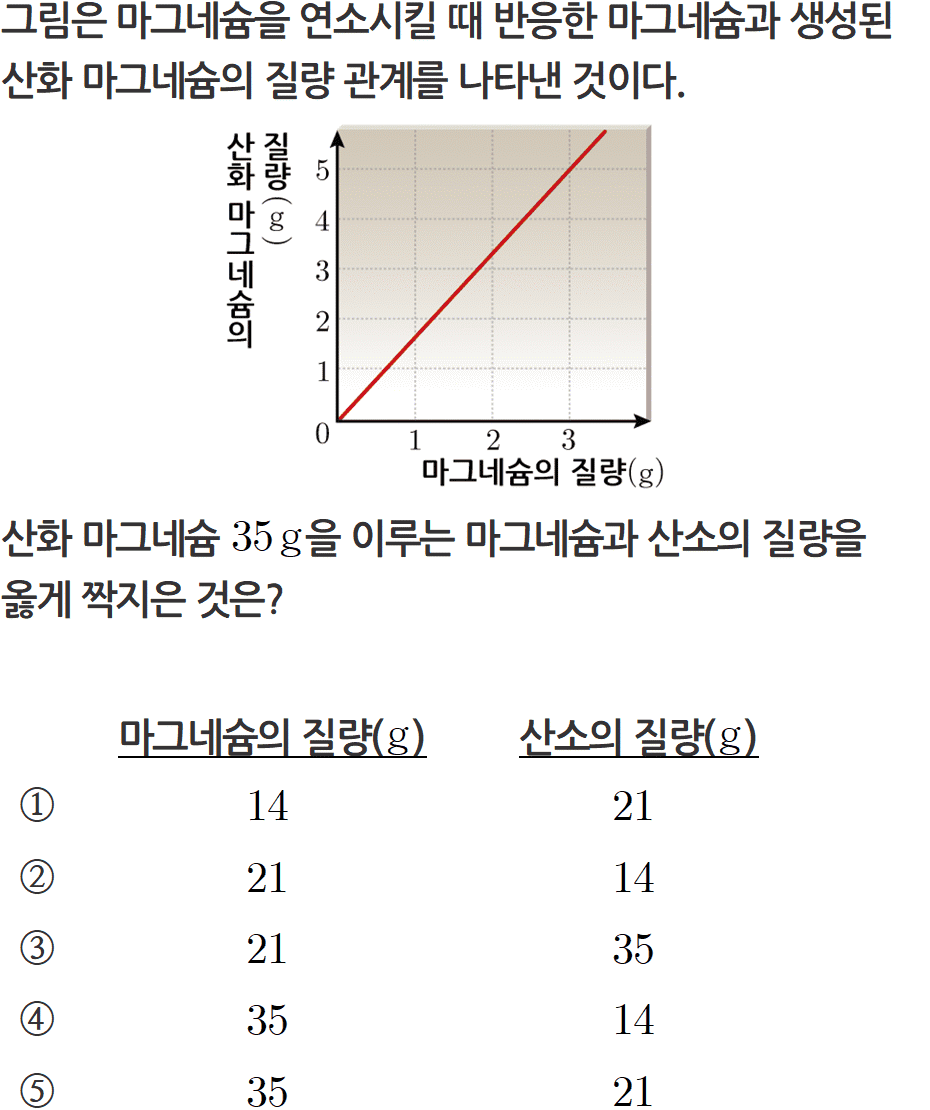 그림은 마그네슘을 연소시킬 때 반응한 마그네슘과 생성된
산화 마그네슘의 질량 관계를 나타낸 것이다.
산화 마그네슘의
질량(g)
5
4
3
2
1
0
1 2 3
마그네슘의 질량(g)
산화 마그네슘 35 g을 이루는 마그네슘과 산소의 질량을
옳게 짝지은 것은?
마그네슘의 질량(g) 산소의 질량(g)
① 14 21
② 21 14
③ 21 35
④ 35 14
⑤ 35 21